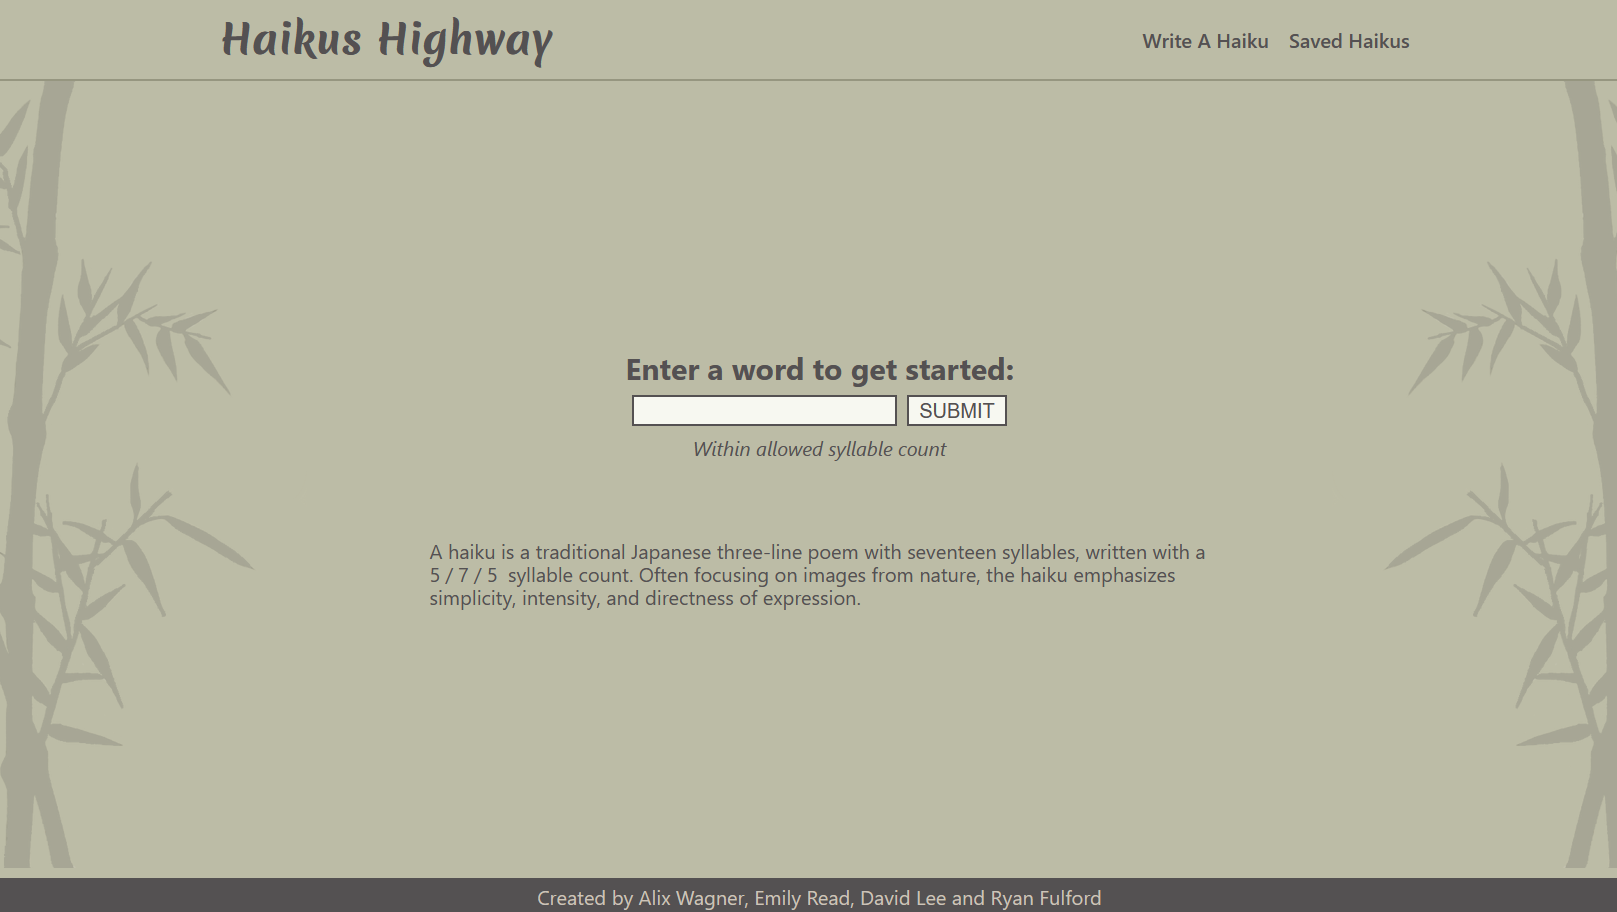 Haikus Highway
Write A Haiku
Saved Haikus
Enter a word to get started:
SUBMIT
Within allowed syllable count
A haiku is a traditional Japanese three-line poem with seventeen syllables, written with a
5 / 7 / 5 syllable count. Often focusing on images from nature, the haiku emphasizes
simplicity, intensity, and directness of expression.
Created by Alix Wagner, Emily Read, David Lee and Ryan Fulford